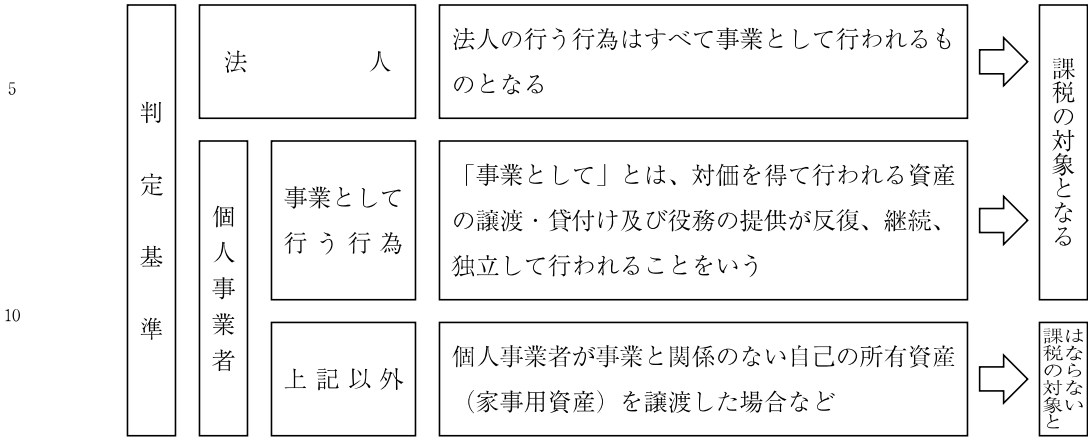 5
10
判定基準
法人
法人の行う行為はすべて事業として行われるも
のとなる
課税の対象となる
個人事業者
事業として
行う行為
「事業として」とは、対価を得て行われる資産
の譲渡・貸付け及び役務の提供が反復、継続、
独立して行われることをいう
上記以外
個人事業者が事業と関係のない自己の所有資産
（家事用資産）を譲渡した場合など
課税の対象と
はならない